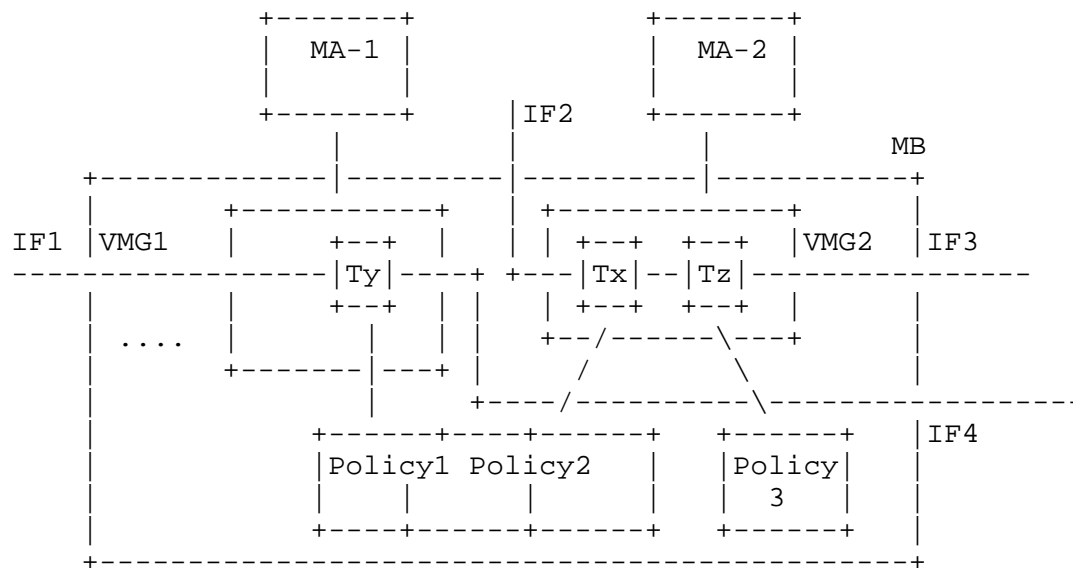 MA-1 MA-2
IF2
MB
IF1 VMG1 VMG2 IF3
Ty Tx Tz
....
IF4
Policy1 Policy2 Policy
3